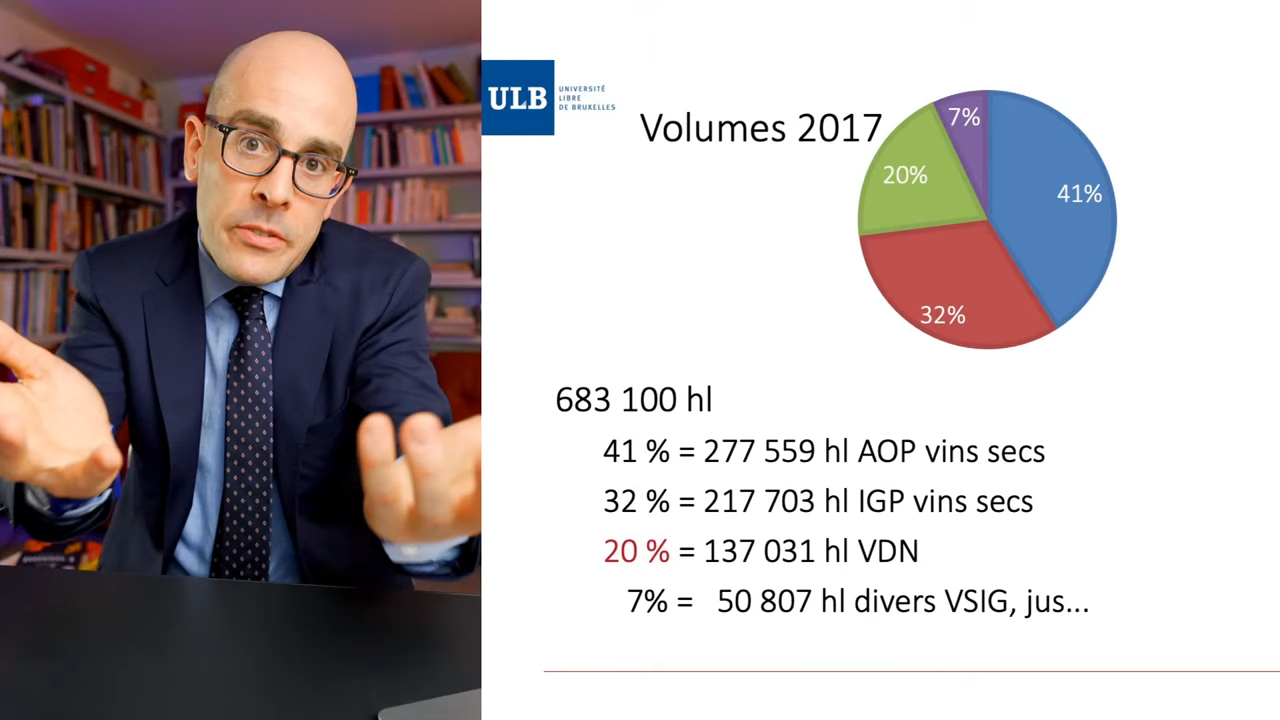 ULB
UNIVERSITÉ
LIBRE
DE BRUXELLES
Volumes 2017
7%
20%
41%
32%
683 100 hl
41 % = 277 559 hl AOP vins secs
32 % = 217 703 hl IGP vins secs
20 % = 137 031 hl VDN
7% = 50 807 hl divers VSIG, jus...